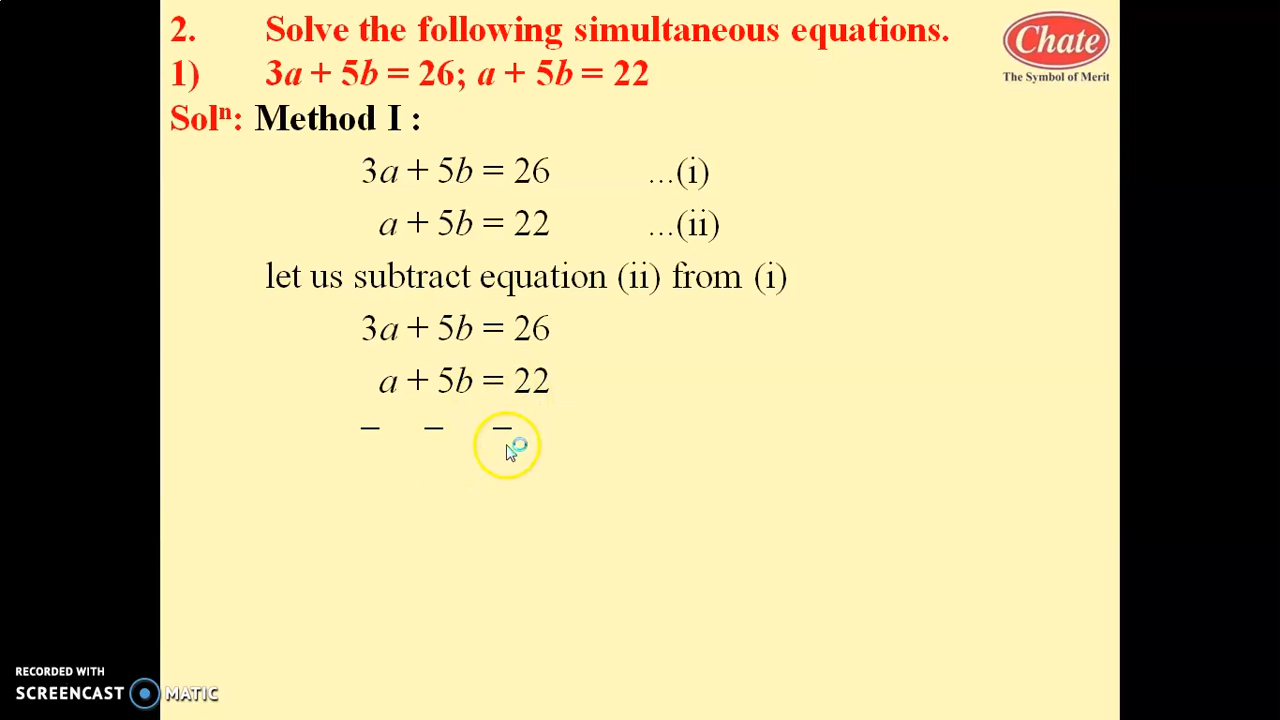 2. Solve the following simultaneous equations.
1) 3a + 5b = 26; a + 5b = 22
Solⁿ: Method I :
3a + 5b = 26 ...(i)
a + 5b = 22 ...(ii)
let us subtract equation (ii) from (i)
3a + 5b = 26
a + 5b = 22
– – –
Chate
The Symbol of Merit
RECORDED WITH
SCREENCAST MATIC